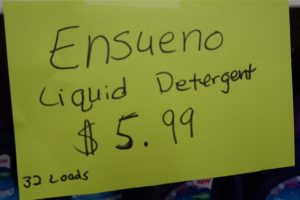 Ensueno
Liquid Detergent
$5.99
32 Loads